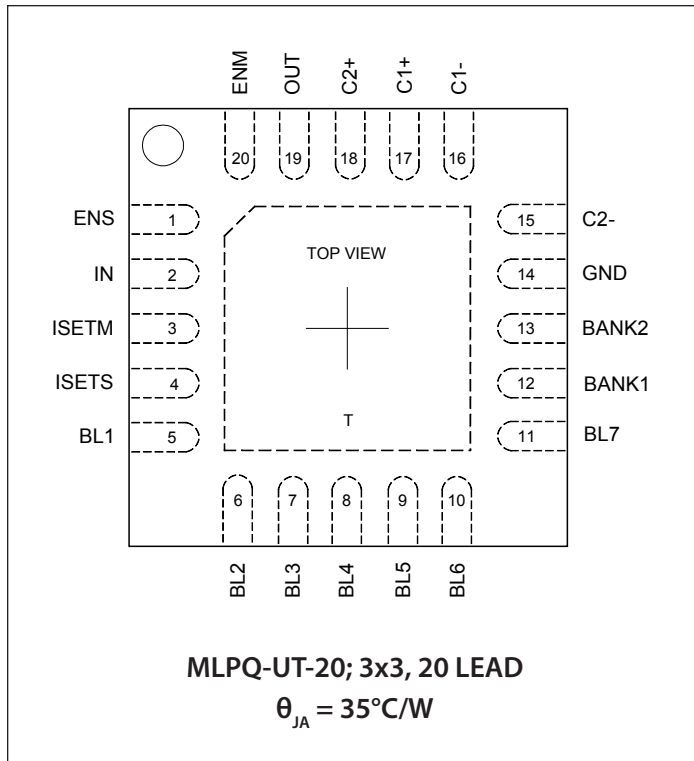 ENM OUT C2+ C1+ C1-
20 19 18 17 16
ENS 1 15 C2-
TOP VIEW
IN 2 14 GND
ISETM 3 13 BANK2
ISETS 4 12 BANK1
T
BL1 5 11 BL7
6 7 8 9 10
BL2 BL3 BL4 BL5 BL6
MLPQ-UT-20; 3x3, 20 LEAD
θJA = 35°C/W